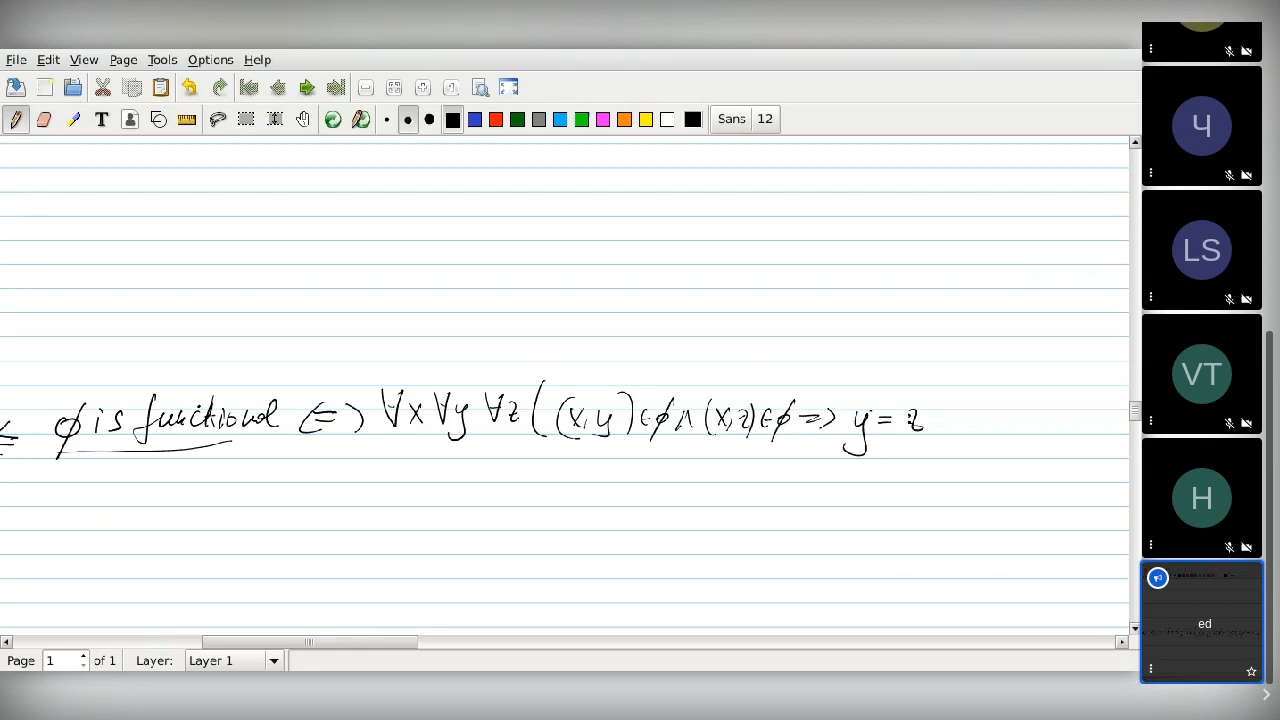 File Edit View Page Tools Options Help
Sans 12
Ч
LS
VT
ϕ is functional ⇔ ∀x ∀y ∀z ( (x,y) ∈ ϕ ∧ (x,z) ∈ ϕ ⇒ y = z
H
ed
Page 1 of 1 Layer: Layer 1